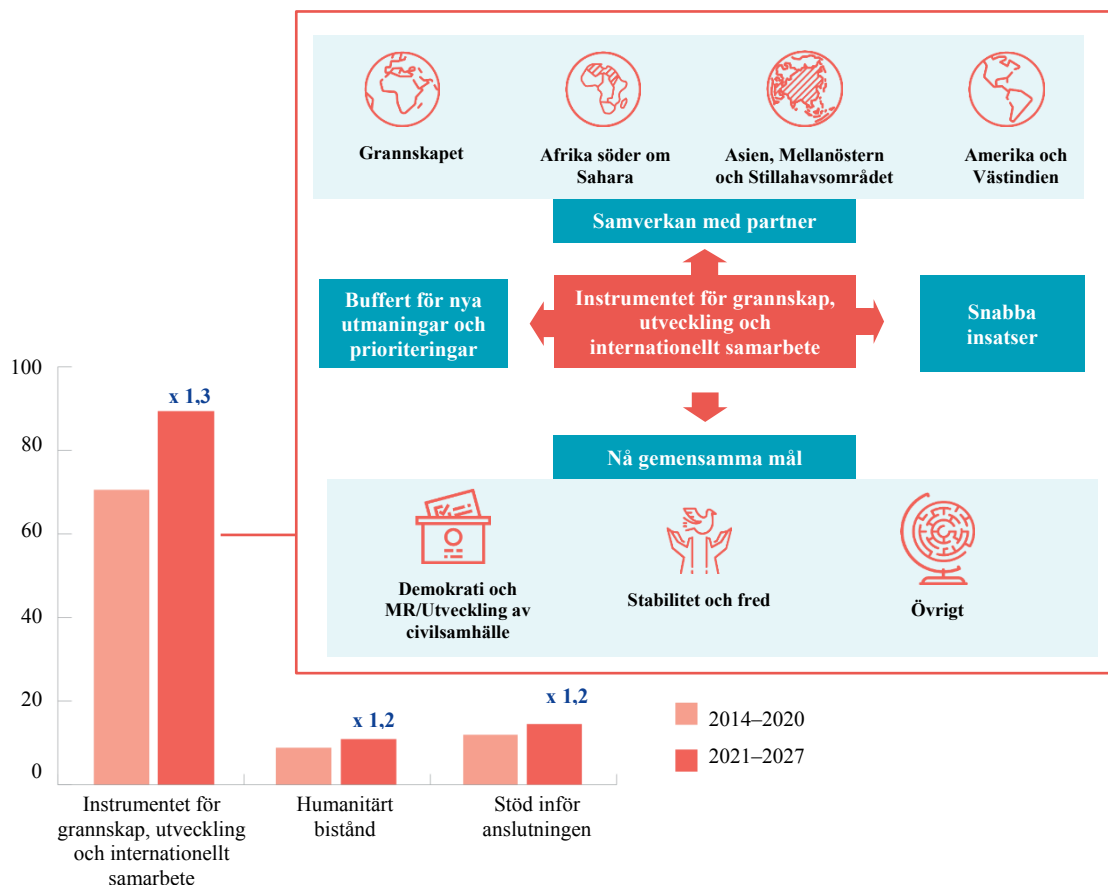 Grannskapet
Afrika söder om
Sahara
Asien, Mellanöstern
och Stillahavsområdet
Amerika och
Västindien
Samverkan med partner
Buffert för nya
utmaningar och
prioriteringar
Instrumentet för grannskap,
utveckling och
internationellt samarbete
Snabba
insatser
Nå gemensamma mål
Demokrati och
MR/Utveckling av
civilsamhälle
Stabilitet och fred
Övrigt
100
80
60
40
20
0
x 1,3
x 1,2
x 1,2
2014–2020
2021–2027
Instrumentet för
grannskap, utveckling
och internationellt
samarbete
Humanitärt
bistånd
Stöd inför
anslutningen